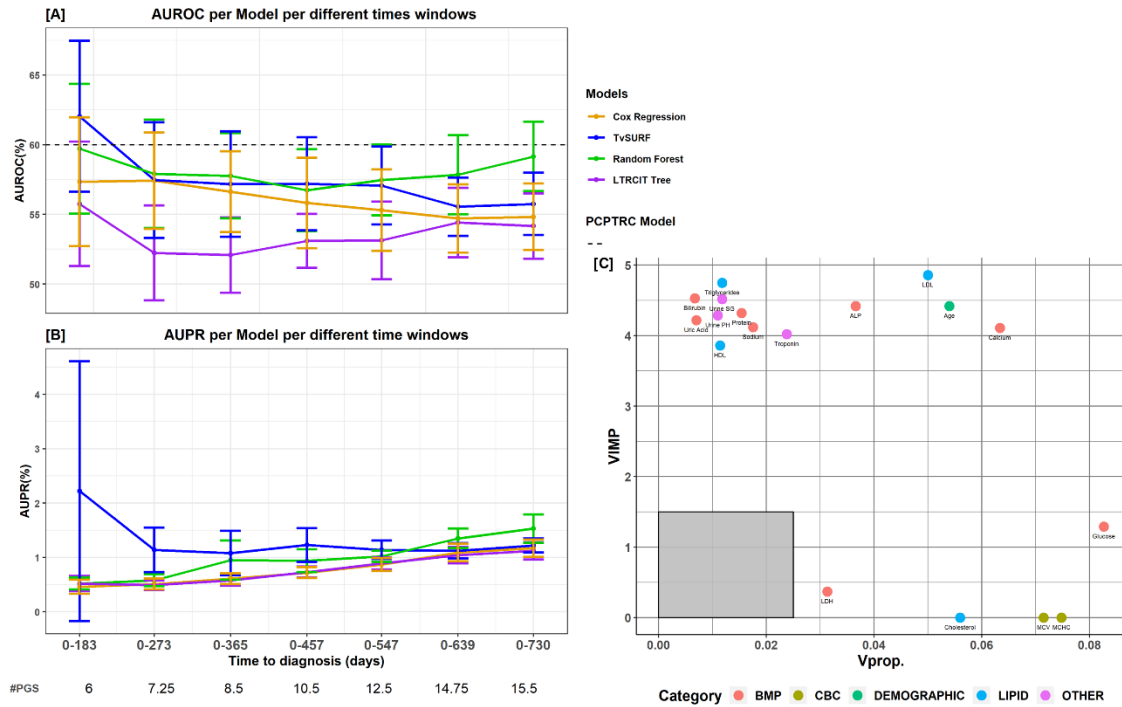 [A] AUROC per Model per different times windows
AUROC(%)
65
60
55
50
Models
Cox Regression
TvSURF
Random Forest
LTRCIT Tree
PCPTRC Model
[B] AUPR per Model per different time windows
AUPR(%)
4
3
2
1
0
0-183 0-273 0-365 0-457 0-547 0-639 0-730
Time to diagnosis (days)
#PGS 6 7.25 8.5 10.5 12.5 14.75 15.5
[C]
VIMP
5
4
3
2
1
0
Triglycerides
LDL
Bilirubin
Urine SG
Uric Acid
Urine PH
Protein
Sodium
HDL
Troponin
ALP
Age
Calcium
Glucose
LDH
Cholesterol
MCV
MCHC
0.00 0.02 0.04 0.06 0.08
Vprop.
Category BMP CBC DEMOGRAPHIC LIPID OTHER